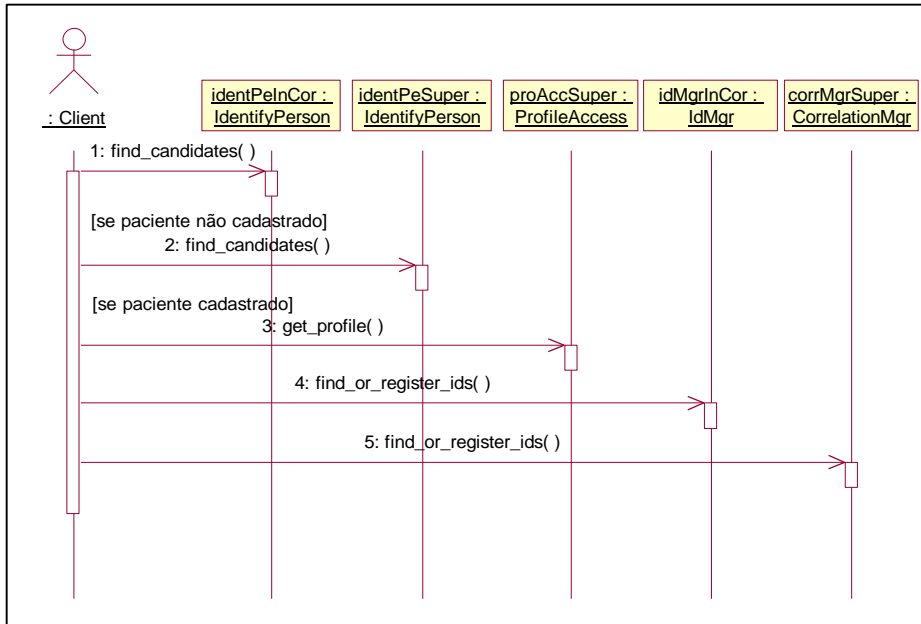 : Client
identPeInCor :
IdentifyPerson
identPeSuper :
IdentifyPerson
proAccSuper :
ProfileAccess
idMgrInCor :
IdMgr
corrMgrSuper :
CorrelationMgr
1: find_candidates( )
[se paciente não cadastrado]
2: find_candidates( )
[se paciente cadastrado]
3: get_profile( )
4: find_or_register_ids( )
5: find_or_register_ids( )